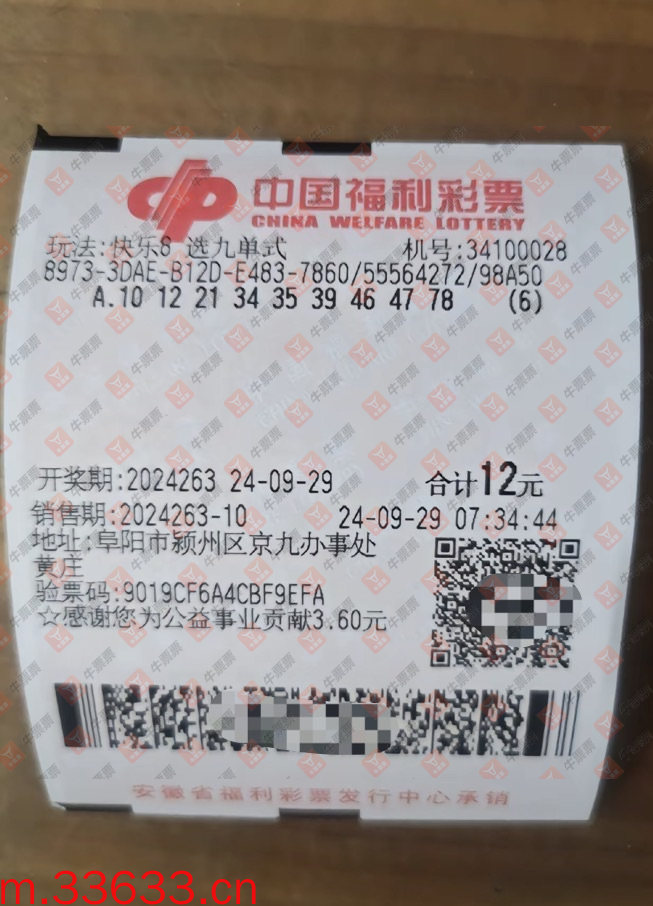 中国福利彩票
CHINA WELFARE LOTTERY
玩法:快乐8 选九单式 机号:34100028
8973-3DAE-B12D-E483-7860/55564272/98A50
A.10 12 21 34 35 39 46 47 78 (6)
开奖期:2024263 24-09-29 合计12元
销售期:2024263-10 24-09-29 07:34:44
地址:阜阳市颍州区京九办事处
黄庄
验票码:9019CF6A4CBF9EFA
☆感谢您为公益事业贡献3.60元
安徽省福利彩票发行中心承销
牛票票
m.33633.cn